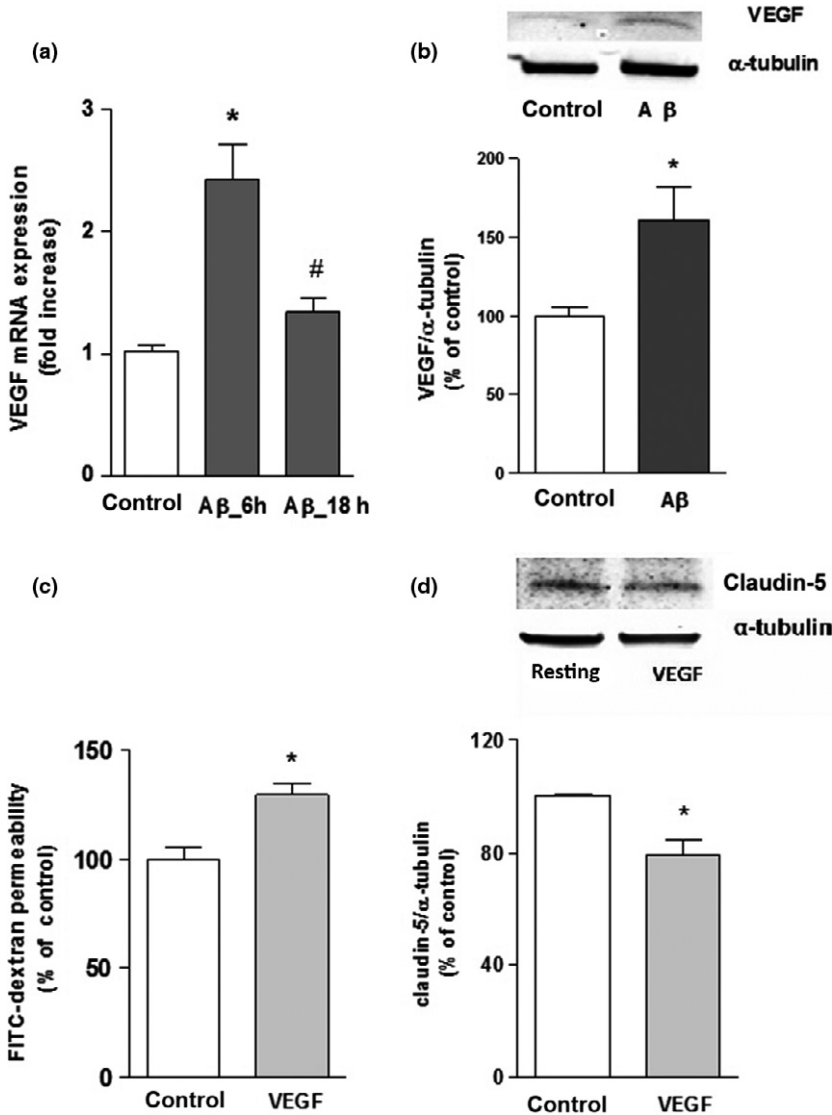 (a)
3
2
1
0
VEGF mRNA expression
(fold increase)
*
#
Control Aβ_6h Aβ_18 h
(b)
VEGF
α-tubulin
Control A β
200
150
100
50
0
VEGF/α-tubulin
(% of control)
*
Control Aβ
(c)
150
100
50
0
FITC-dextran permeability
(% of control)
*
Control VEGF
(d)
Claudin-5
α-tubulin
Resting VEGF
120
80
40
0
claudin-5/α-tubulin
(% of control)
*
Control VEGF